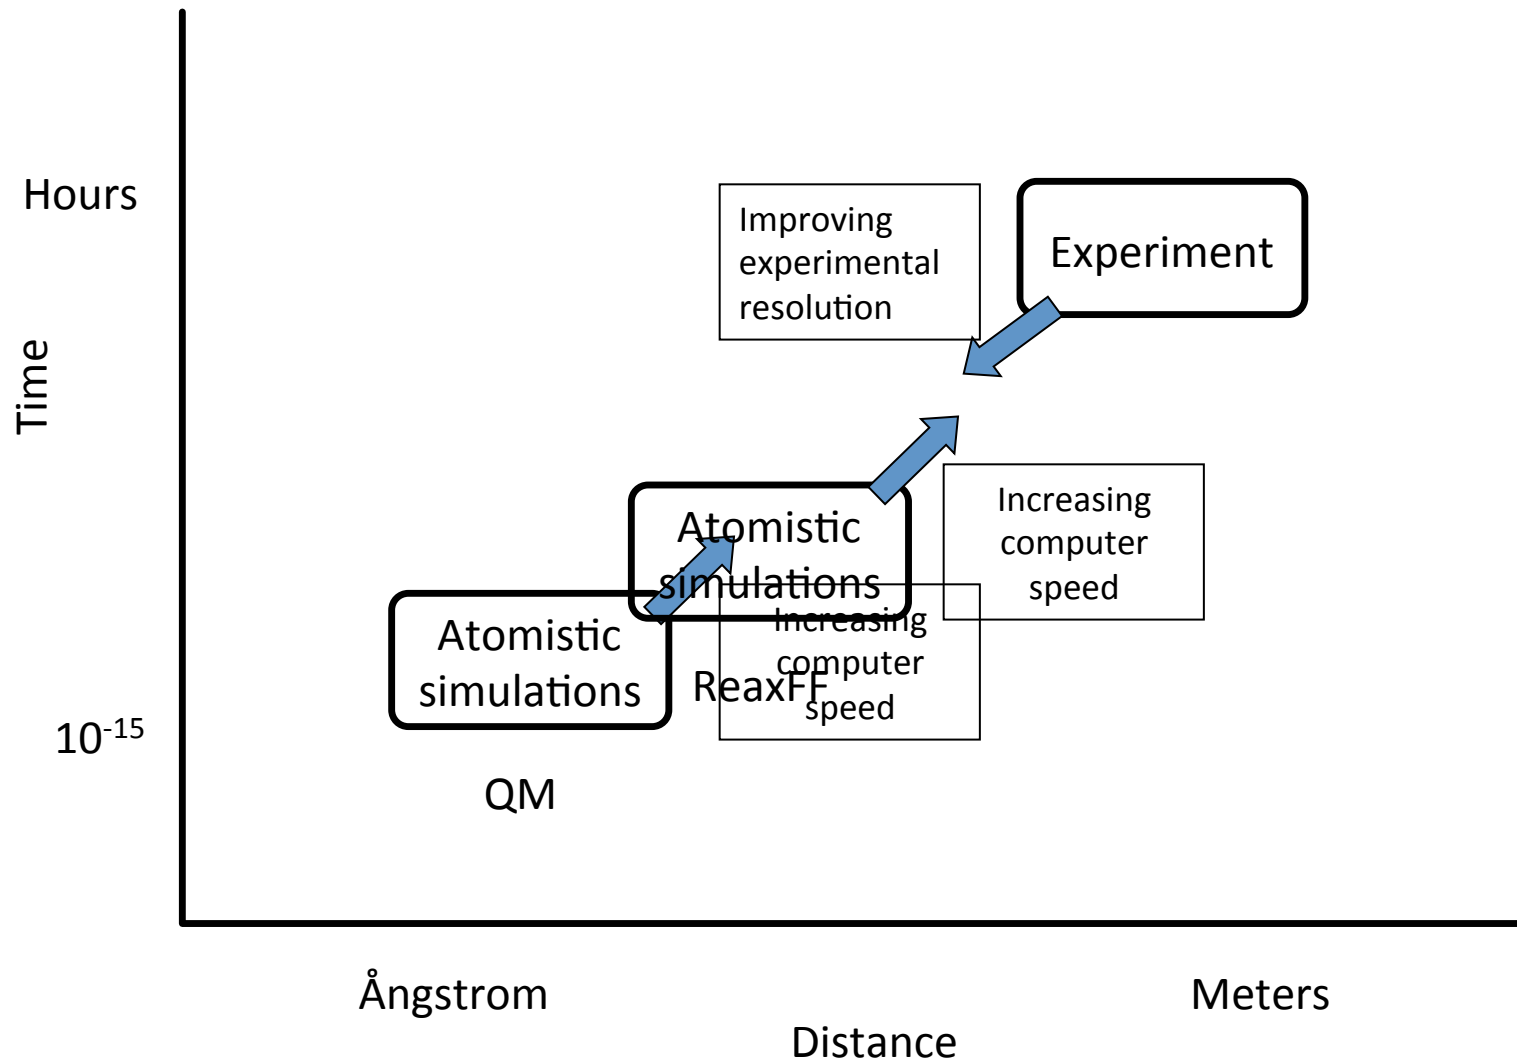 Hours
Improving
experimental
resolution
Experiment
Time
Atomistic
simulations
Increasing
computer
speed
Atomistic
simulations
Increasing
computer
speed
ReaxFF
10⁻¹⁵
QM
Ångstrom
Meters
Distance